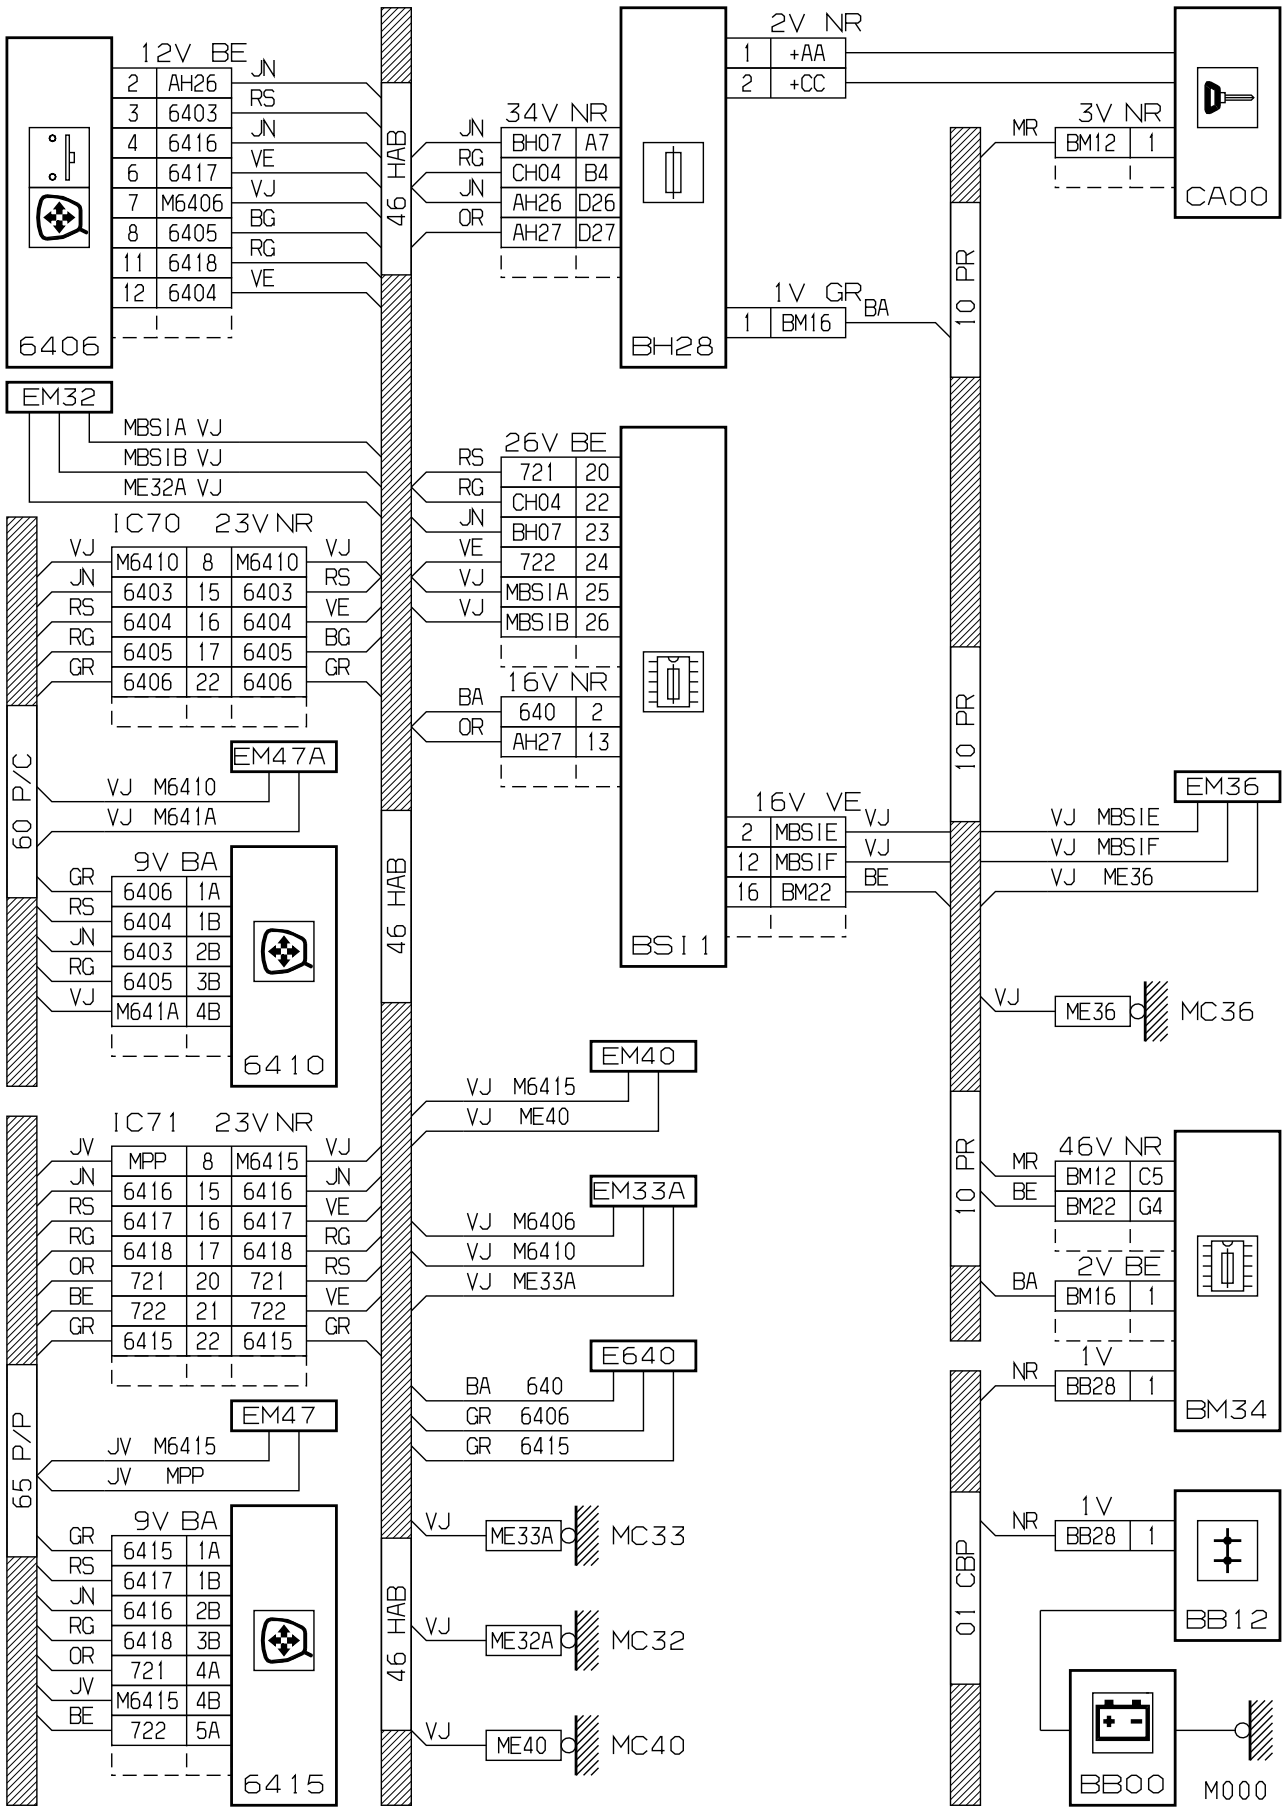 12V BE
2 AH26 JN
3 6403 RS
4 6416 JN
6 6417 VE
7 M6406 VJ
8 6405 BG
11 6418 RG
12 6404 VE
6406
EM32
MBSIA VJ
MBSIB VJ
ME32A VJ
IC70 23V NR
VJ M6410 8 M6410 VJ
JN 6403 15 6403 RS
RS 6404 16 6404 VE
RG 6405 17 6405 BG
GR 6406 22 6406 GR
60 P/C
EM47A
VJ M6410
VJ M641A
9V BA
GR 6406 1A
RS 6404 1B
JN 6403 2B
RG 6405 3B
VJ M641A 4B
6410
IC71 23V NR
JV MPP 8 M6415 VJ
JN 6416 15 6416 JN
RS 6417 16 6417 VE
RG 6418 17 6418 RG
OR 721 20 721 RS
BE 722 21 722 VE
GR 6415 22 6415 GR
65 P/P
EM47
JV M6415
JV MPP
9V BA
GR 6415 1A
RS 6417 1B
JN 6416 2B
RG 6418 3B
OR 721 4A
JV M6415 4B
BE 722 5A
6415
46 HAB
46 HAB
46 HAB
34V NR
JN BH07 A7
RG CH04 B4
JN AH26 D26
OR AH27 D27
2V NR
1 +AA
2 +CC
1V GR
1 BM16 BA
BH28
26V BE
RS 721 20
RG CH04 22
JN BH07 23
VE 722 24
VJ MBSIA 25
VJ MBSIB 26
16V NR
BA 640 2
OR AH27 13
16V VE
2 MBSIE VJ
12 MBSIF VJ
16 BM22 BE
BSI1
EM40
VJ M6415
VJ ME40
EM33A
VJ M6406
VJ M6410
VJ ME33A
E640
BA 640
GR 6406
GR 6415
VJ ME33A MC33
VJ ME32A MC32
VJ ME40 MC40
10 PR
10 PR
10 PR
01 CBP
3V NR
MR BM12 1
CA00
EM36
VJ MBSIE
VJ MBSIF
VJ ME36
VJ ME36 MC36
46V NR
MR BM12 C5
BE BM22 G4
2V BE
BA BM16 1
1V
NR BB28 1
BM34
1V
NR BB28 1
BB12
+ -
BB00
M000